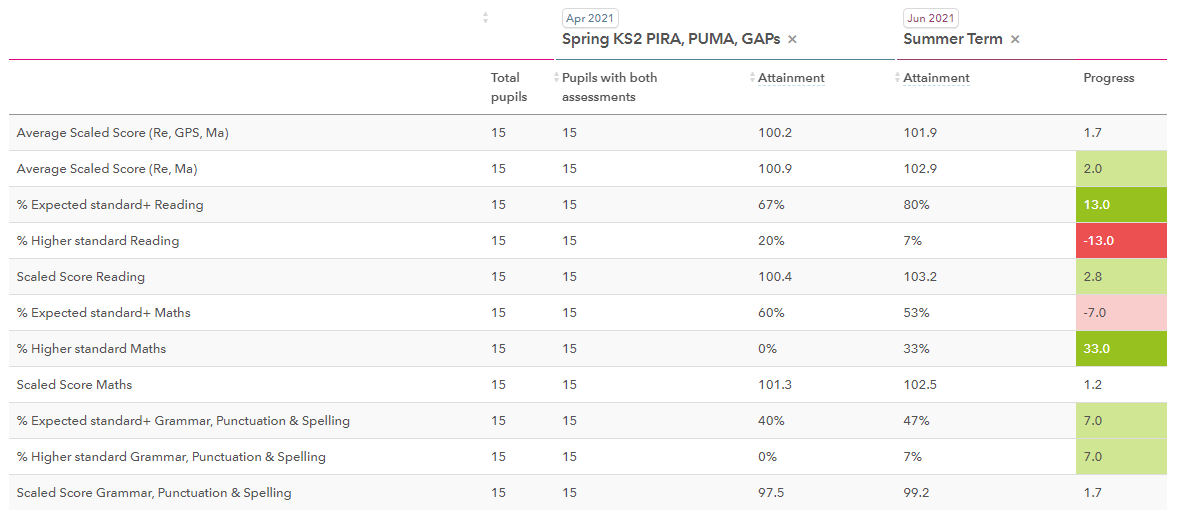 Apr 2021 Jun 2021
Spring KS2 PIRA, PUMA, GAPs × Summer Term ×
Total Pupils with both Attainment Attainment Progress
pupils assessments
Average Scaled Score (Re, GPS, Ma) 15 15 100.2 101.9 1.7
Average Scaled Score (Re, Ma) 15 15 100.9 102.9 2.0
% Expected standard+ Reading 15 15 67% 80% 13.0
% Higher standard Reading 15 15 20% 7% -13.0
Scaled Score Reading 15 15 100.4 103.2 2.8
% Expected standard+ Maths 15 15 60% 53% -7.0
% Higher standard Maths 15 15 0% 33% 33.0
Scaled Score Maths 15 15 101.3 102.5 1.2
% Expected standard+ Grammar, Punctuation & Spelling 15 15 40% 47% 7.0
% Higher standard Grammar, Punctuation & Spelling 15 15 0% 7% 7.0
Scaled Score Grammar, Punctuation & Spelling 15 15 97.5 99.2 1.7